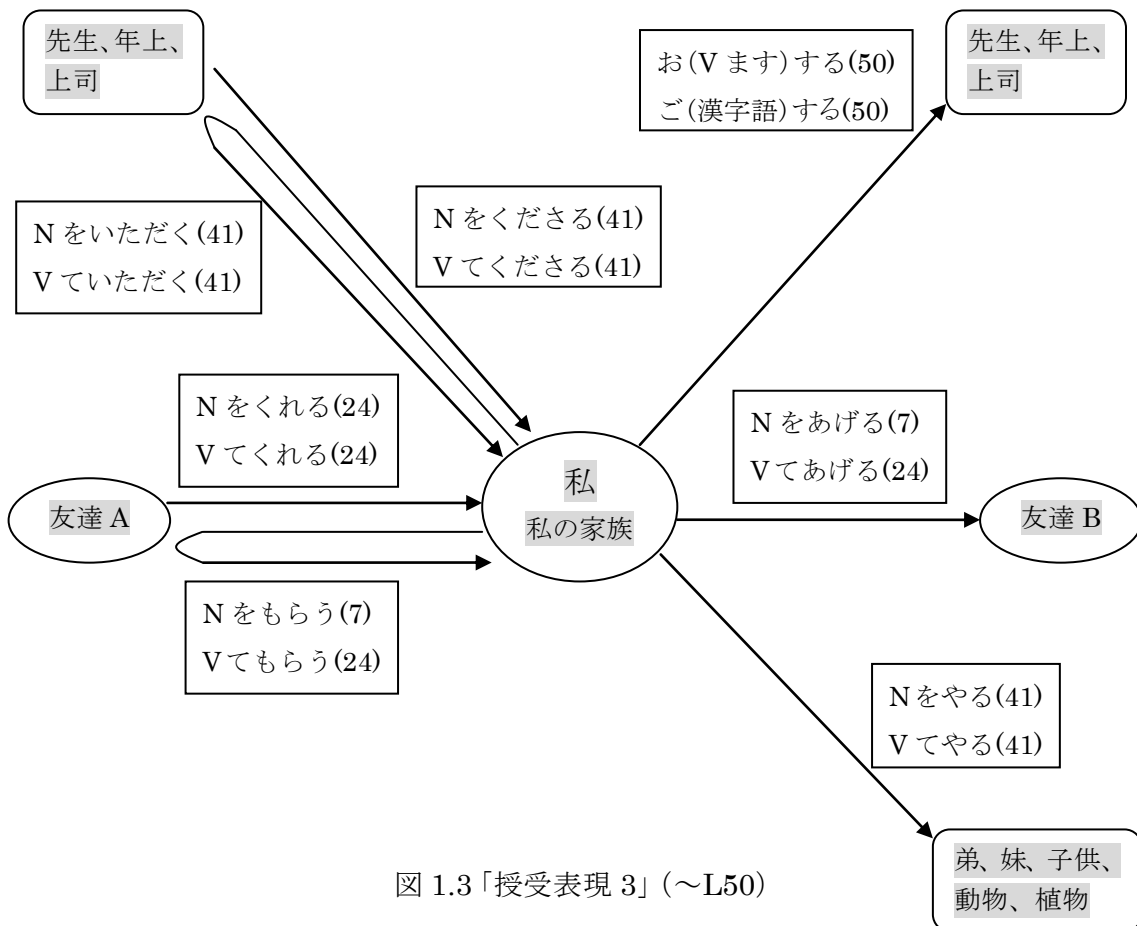 先生、年上、
上司
お(V ます)する(50)
ご(漢字語)する(50)
先生、年上、
上司
N をいただく(41)
V ていただく(41)
N をくださる(41)
V てくださる(41)
N をくれる(24)
V てくれる(24)
N をあげる(7)
V てあげる(24)
友達 A
私
私の家族
友達 B
N をもらう(7)
V てもらう(24)
N をやる(41)
V てやる(41)
弟、妹、子供、
動物、植物
図 1.3「授受表現 3」(～L50)